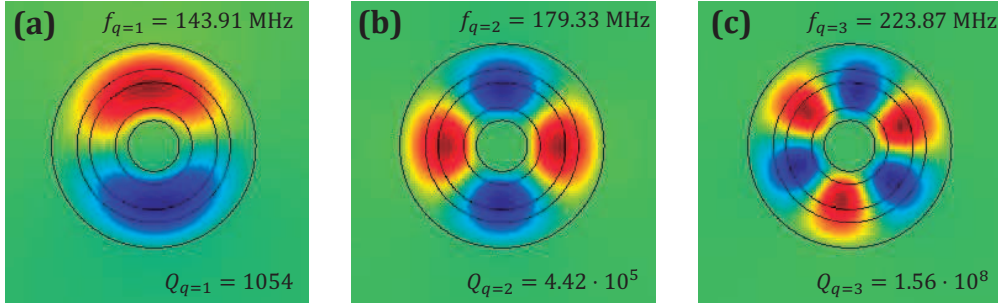 (a) f_{q=1} = 143.91 MHz
Q_{q=1} = 1054
(b) f_{q=2} = 179.33 MHz
Q_{q=2} = 4.42 · 10^5
(c) f_{q=3} = 223.87 MHz
Q_{q=3} = 1.56 · 10^8